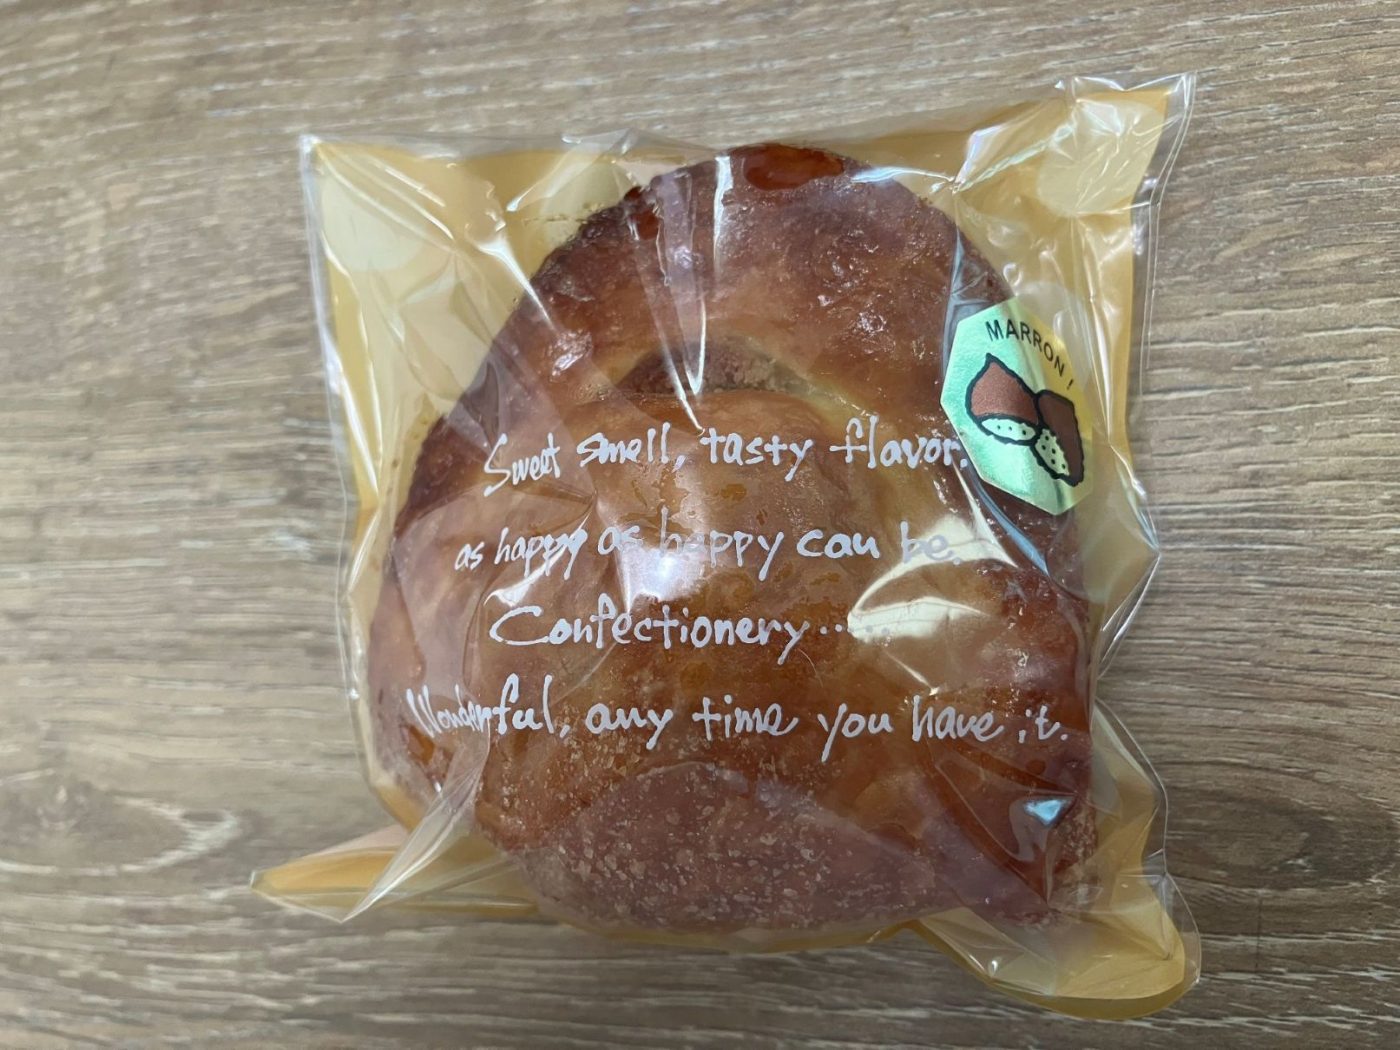 MARRON!
Sweet smell, tasty flavor.
as happy as happy can be.
Confectionery.....
Wonderful, any time you have it.